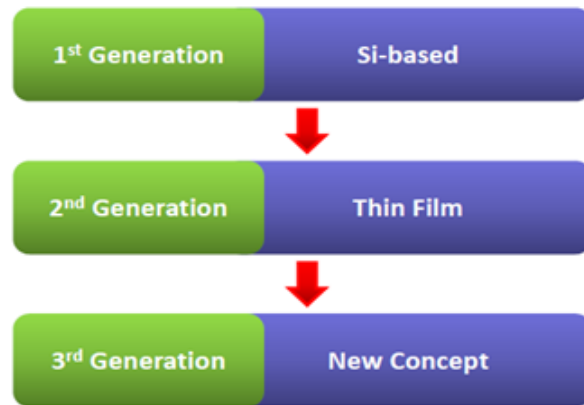 1st Generation Si-based
2nd Generation Thin Film
3rd Generation New Concept